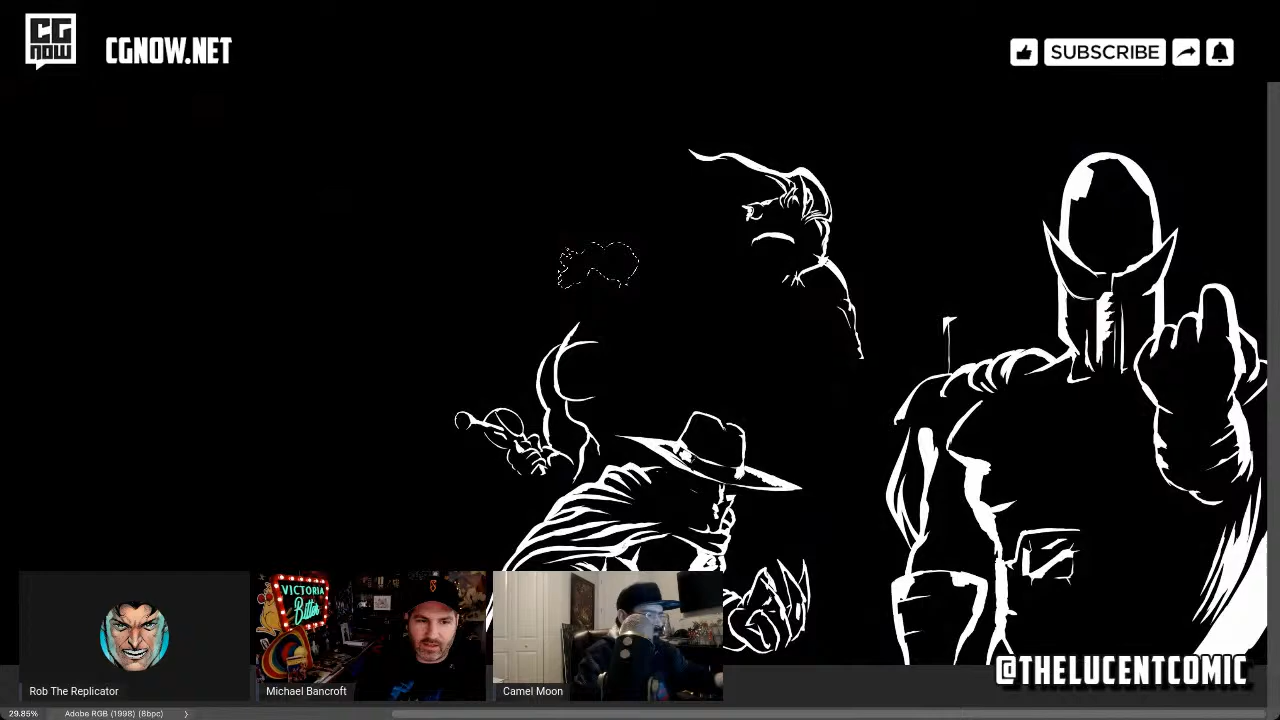 CG
NOW
CGNOW.NET
SUBSCRIBE
VICTORIA
Bitter
Rob The Replicator
Michael Bancroft
Camel Moon
@THELUCENTCOMIC
29.85%
Adobe RGB (1998) (8bpc)